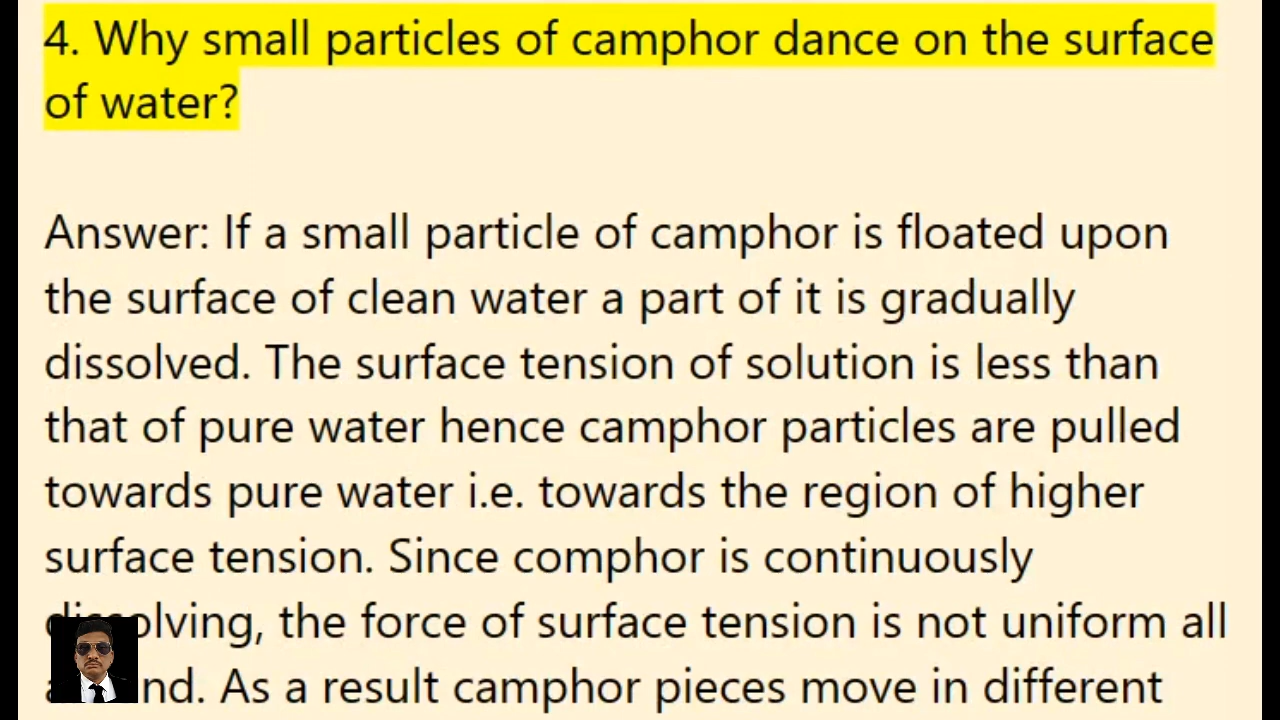 4. Why small particles of camphor dance on the surface
of water?
Answer: If a small particle of camphor is floated upon
the surface of clean water a part of it is gradually
dissolved. The surface tension of solution is less than
that of pure water hence camphor particles are pulled
towards pure water i.e. towards the region of higher
surface tension. Since comphor is continuously
dissolving, the force of surface tension is not uniform all
around. As a result camphor pieces move in different